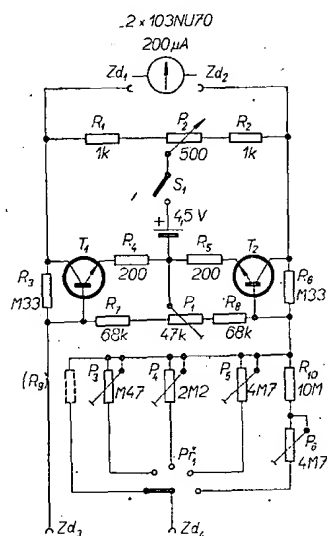 2 × 103NU70
200 µA
Zd₁ Zd₂
R₁ P₂ R₂
1k 500 1k
S₁
+ 4,5 V
T₁ R₄ R₅ T₂
R₃ 200 200 R₆
M33 R₇ P₁ R₈ M33
68k 47k 68k
(R₉) P₃ P₄ P₅ R₁₀
M47 2M2 4M7 10M
Př₁ P₆
4M7
Zd₃ Zd₄